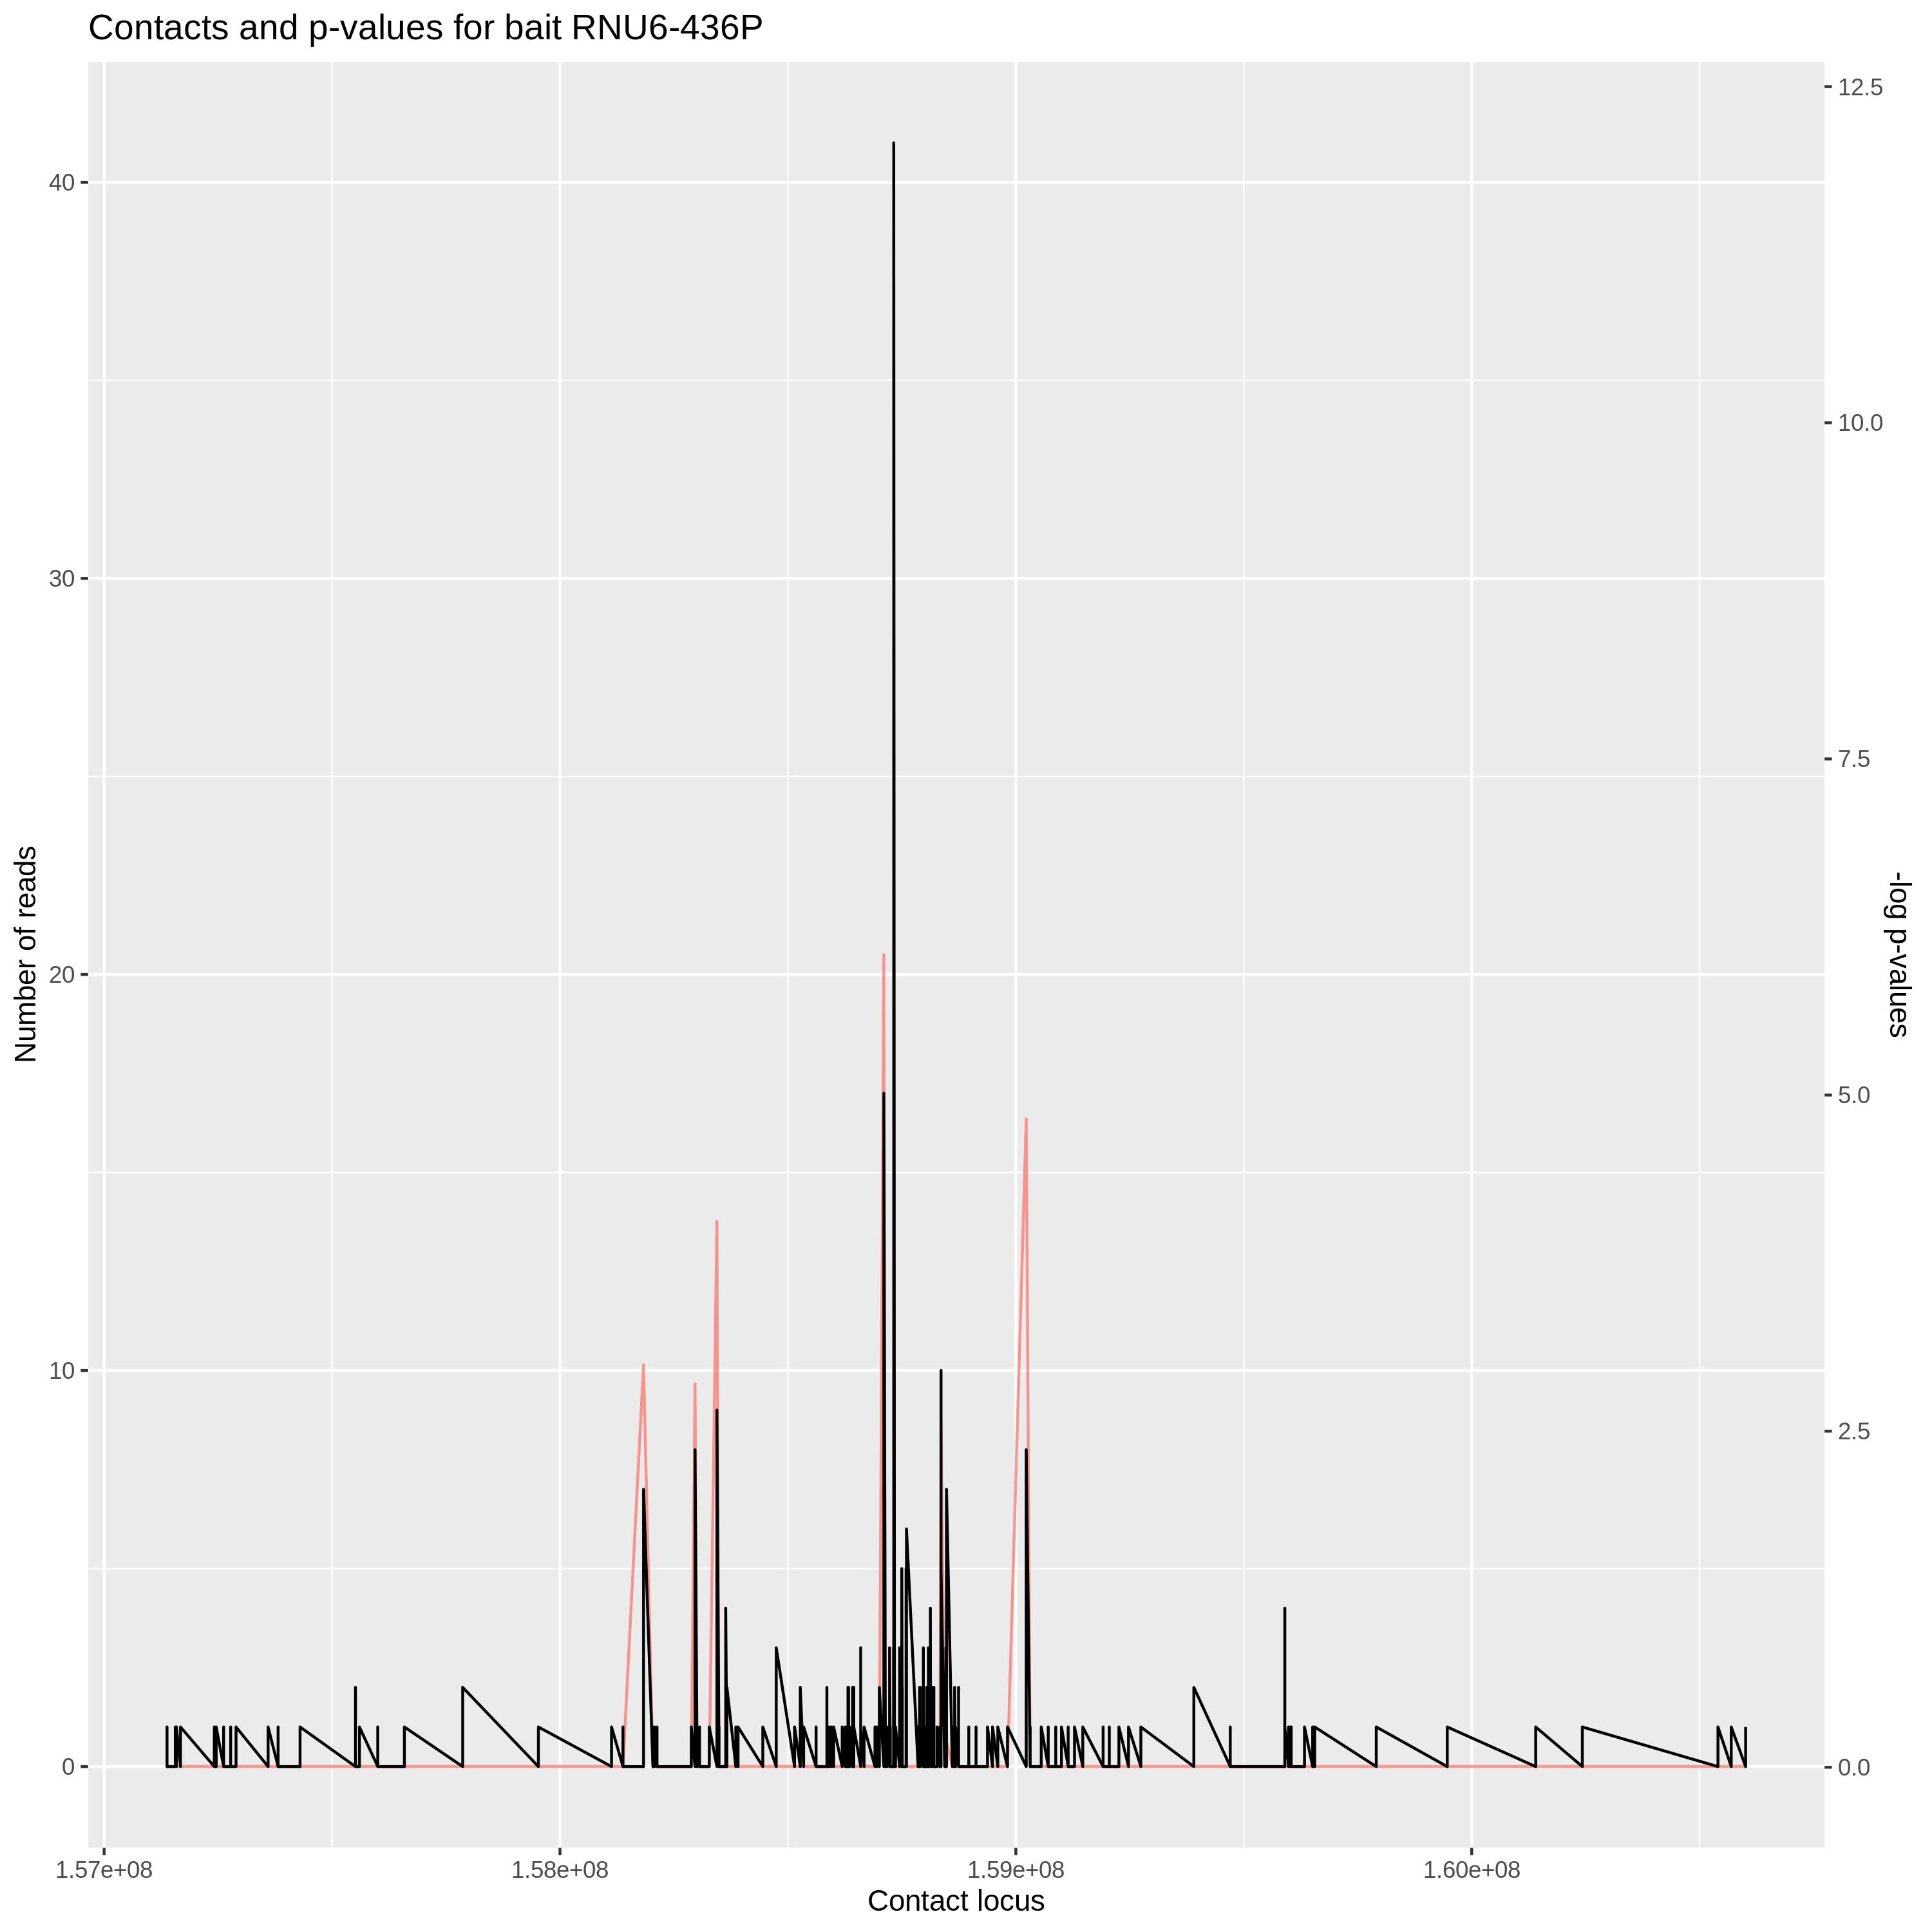 Contacts and p-values for bait RNU6-436P
40
30
20
10
0
Number of reads
12.5
10.0
7.5
5.0
2.5
0.0
-log p-values
1.57e+08
1.58e+08
1.59e+08
1.60e+08
Contact locus